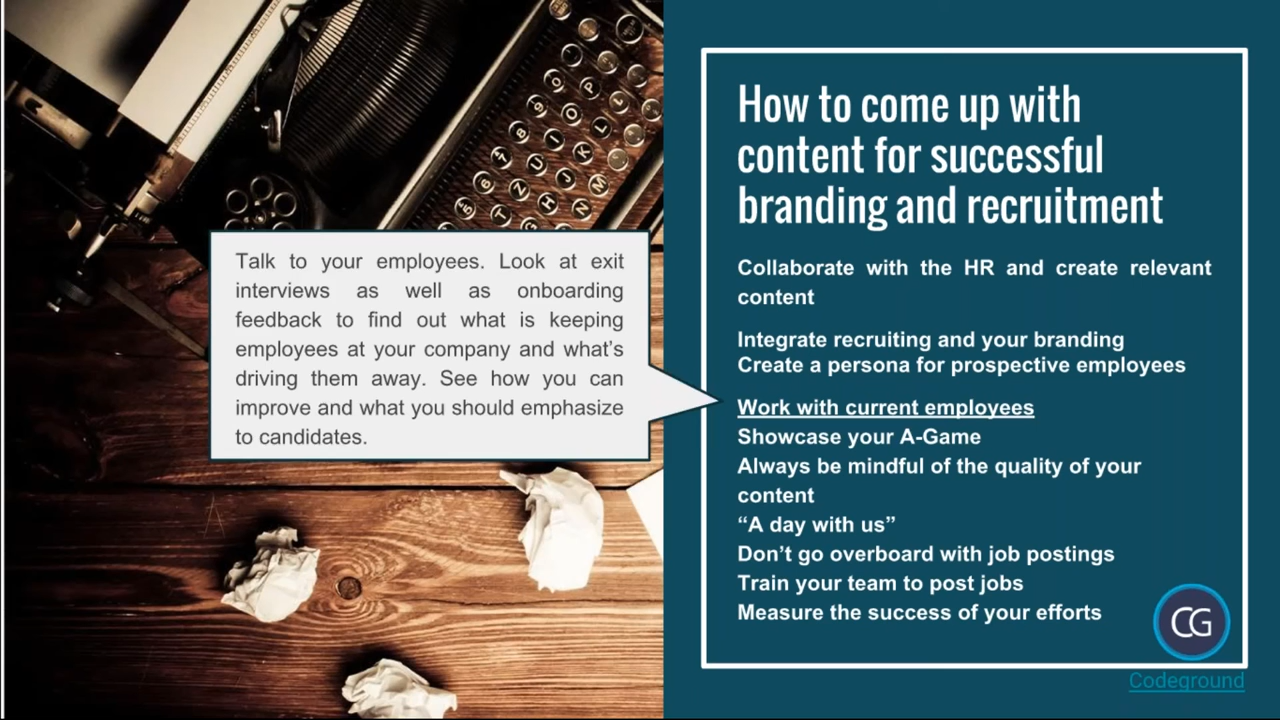 How to come up with
content for successful
branding and recruitment
Collaborate with the HR and create relevant
content
Integrate recruiting and your branding
Create a persona for prospective employees
Work with current employees
Showcase your A-Game
Always be mindful of the quality of your
content
“A day with us”
Don’t go overboard with job postings
Train your team to post jobs
Measure the success of your efforts
Talk to your employees. Look at exit
interviews as well as onboarding
feedback to find out what is keeping
employees at your company and what’s
driving them away. See how you can
improve and what you should emphasize
to candidates.
CG
Codeground